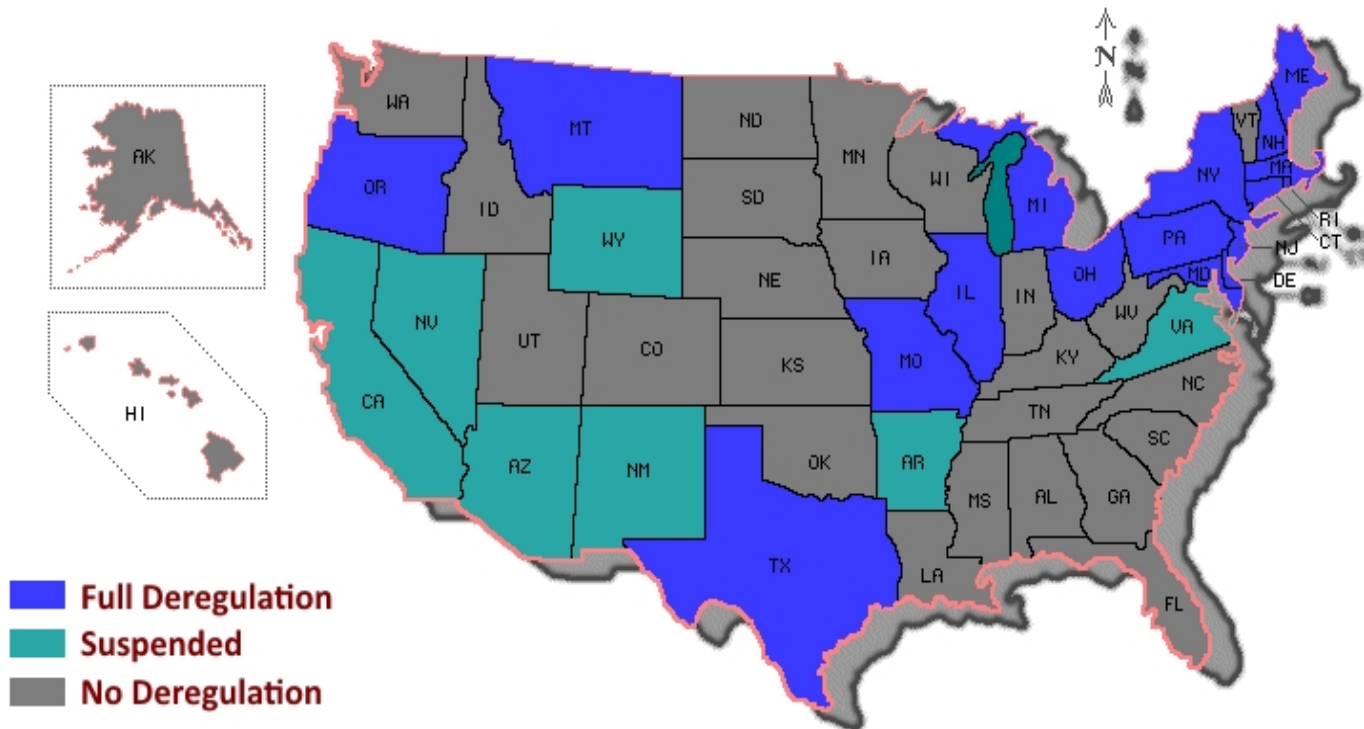 N
ME
WA
MT
ND
VT
AK
MN
NH
MA
OR
ID
SD
WI
MI
NY
RI
CT
WY
PA
NJ
IA
OH
MD
DE
NE
IL
IN
NV
WV
VA
UT
CO
KS
MO
KY
CA
NC
HI
TN
SC
AZ
NM
OK
AR
MS
AL
GA
TX
LA
FL
Full Deregulation
Suspended
No Deregulation